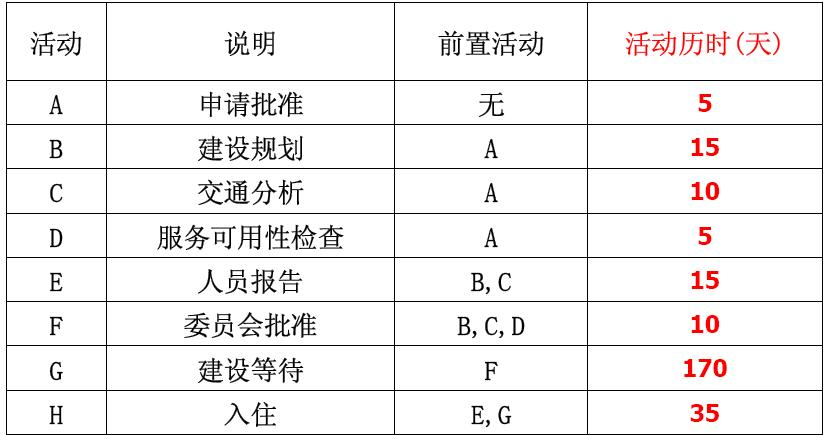 活动 说明 前置活动 活动历时(天)
A 申请批准 无 5
B 建设规划 A 15
C 交通分析 A 10
D 服务可用性检查 A 5
E 人员报告 B,C 15
F 委员会批准 B,C,D 10
G 建设等待 F 170
H 入住 E,G 35